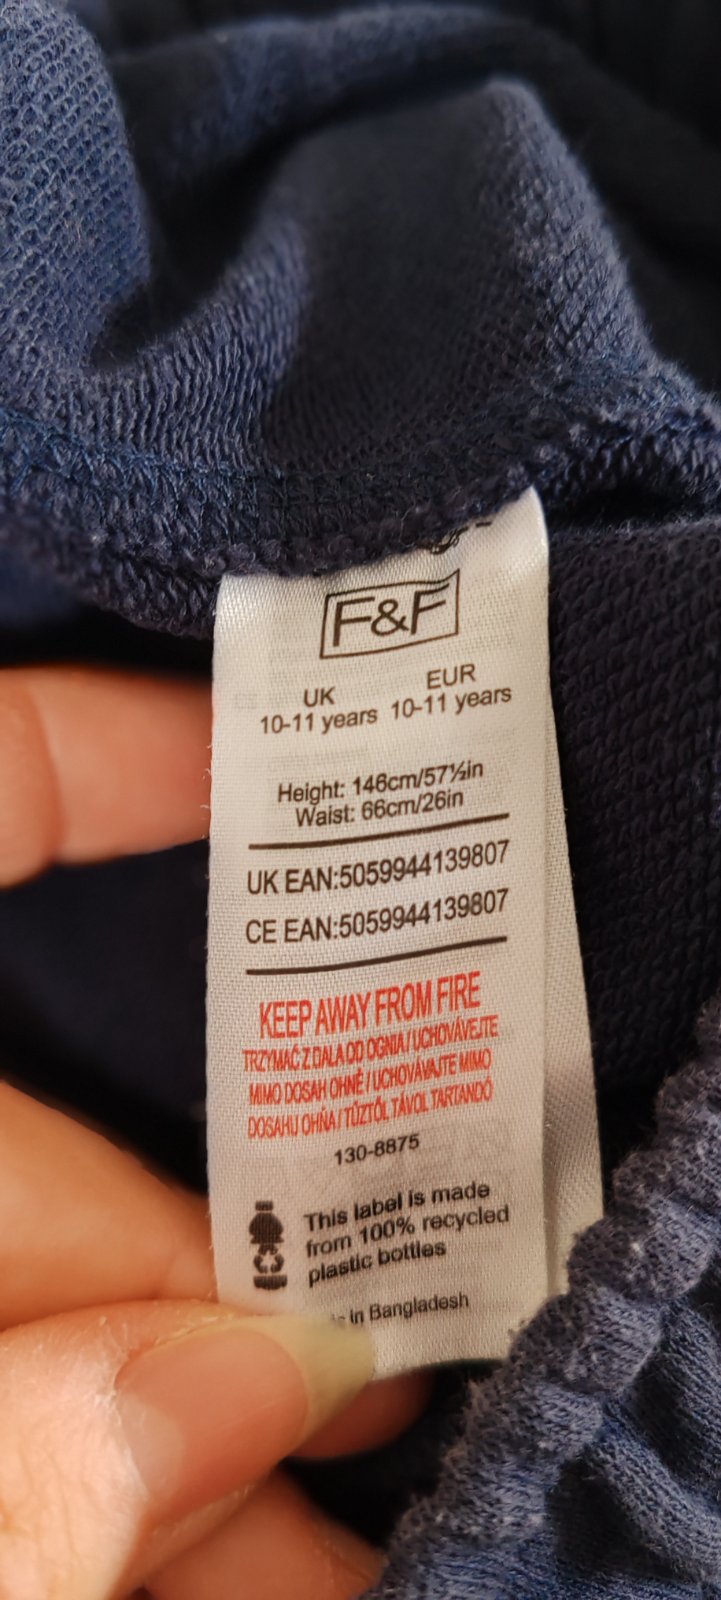 F&F
UK EUR
10-11 years 10-11 years
Height: 146cm/57½in
Waist: 66cm/26in
UK EAN:5059944139807
CE EAN:5059944139807
KEEP AWAY FROM FIRE
TRZYMAĆ Z DALA OD OGNIA / UCHOVÁVEJTE
MIMO DOSAH OHNĚ / UCHOVÁVAJTE MIMO
DOSAHU OHŇA / TŰZTŐL TÁVOL TARTANDÓ
130-8875
This label is made
from 100% recycled
plastic bottles
in Bangladesh